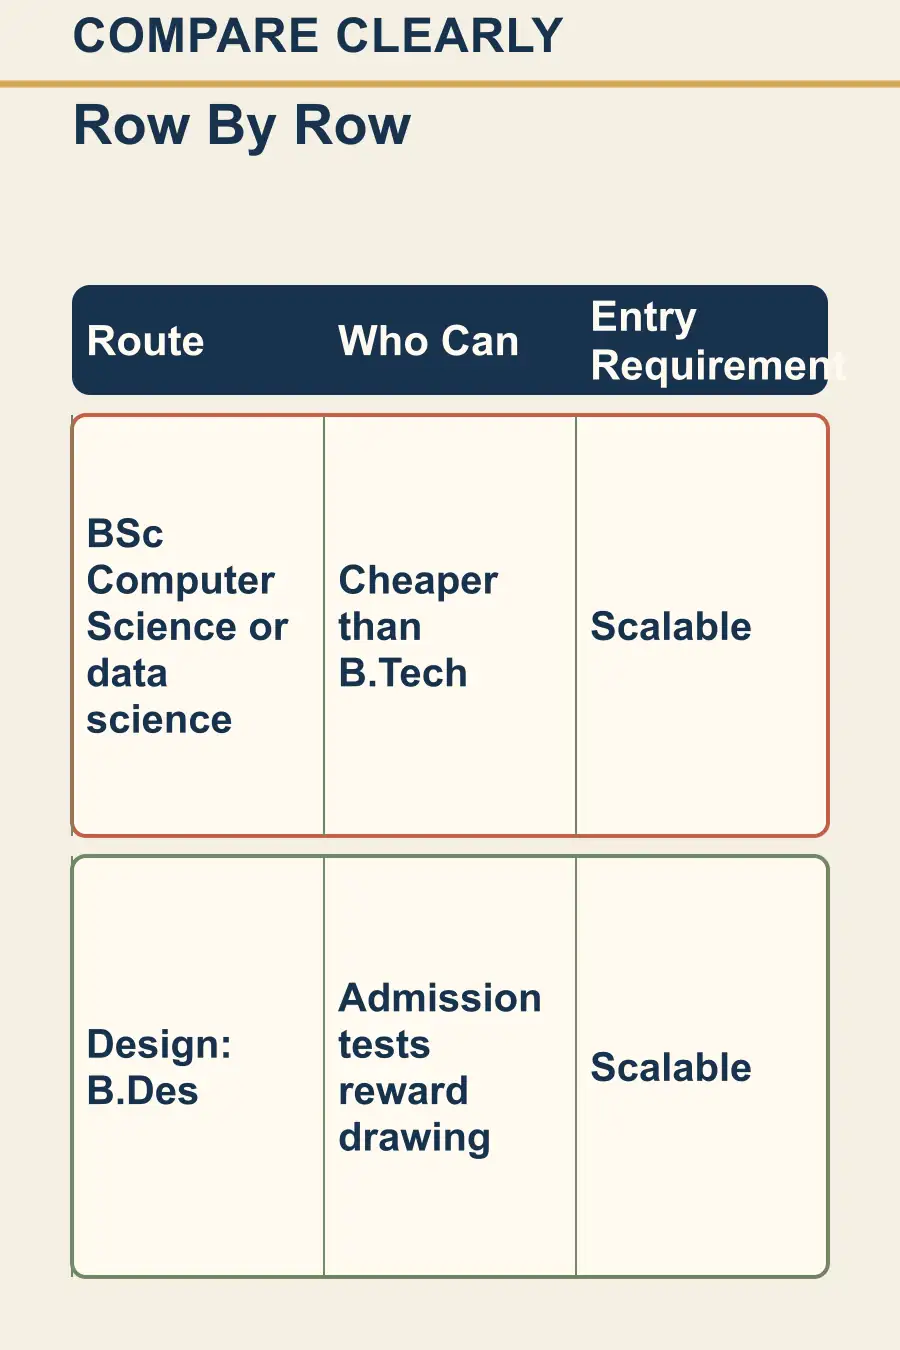 COMPARE CLEARLY
Row By Row
Route
Who Can
Entry
Requirement
BSc
Computer
Science or
data
science
Cheaper
than
B.Tech
Scalable
Design:
B.Des
Admission
tests
reward
drawing
Scalable